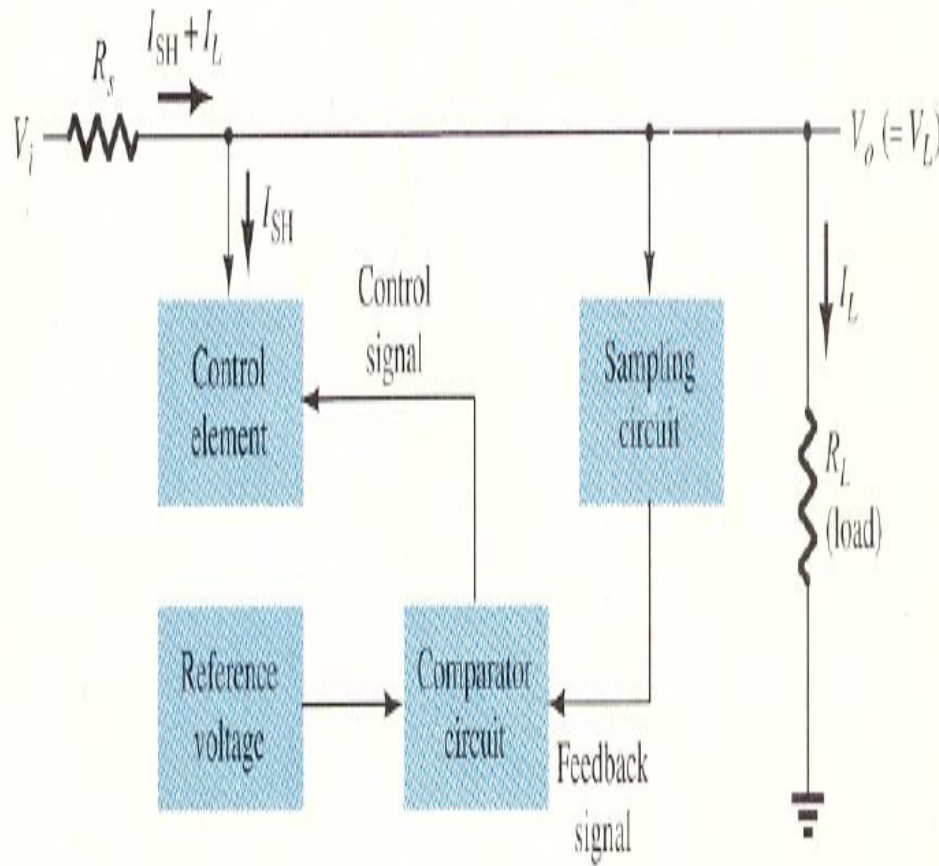 I_SH + I_L
R_s
V_i
V_o (= V_L)
I_SH
I_L
Control
signal
Control
element
Sampling
circuit
R_L
(load)
Reference
voltage
Comparator
circuit
Feedback
signal